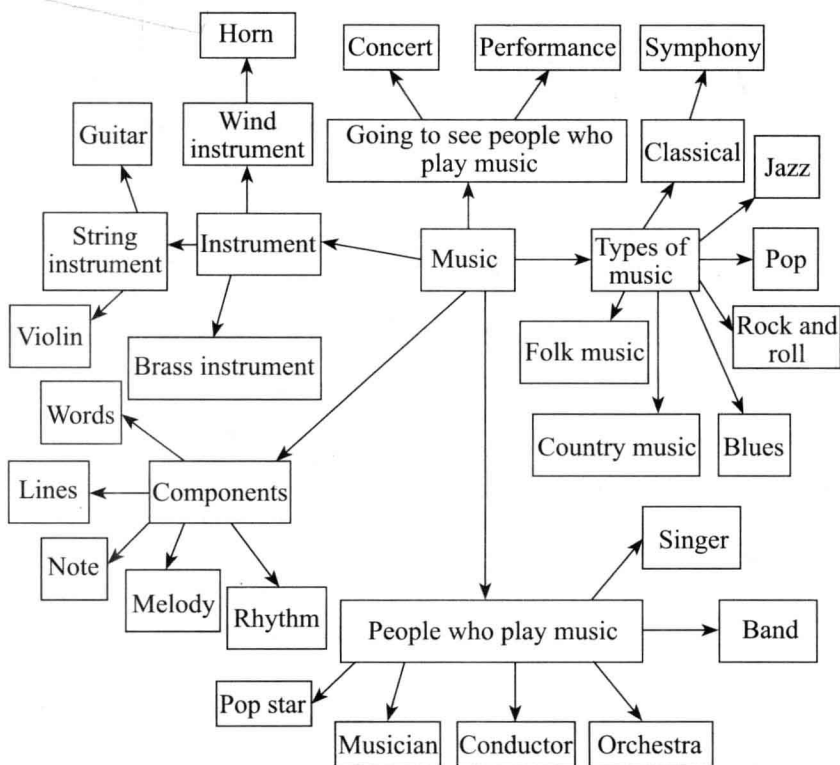 Horn
Concert
Performance
Symphony
Guitar
Wind
instrument
Going to see people who
play music
Classical
Jazz
String
instrument
Instrument
Music
Types of
music
Pop
Violin
Brass instrument
Folk music
Rock and
roll
Words
Country music
Blues
Lines
Components
Note
Melody
Rhythm
Singer
People who play music
Band
Pop star
Musician
Conductor
Orchestra